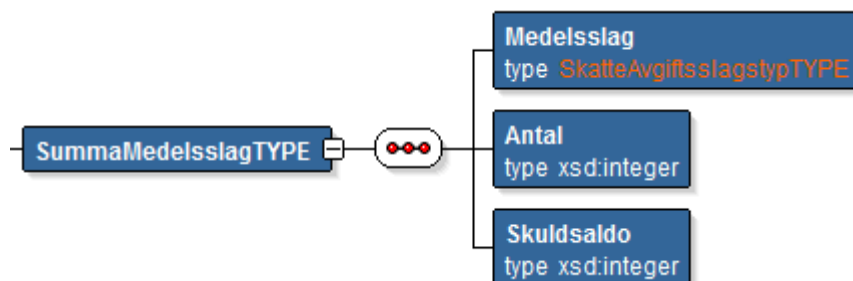 Medelsslag
type SkatteAvgiftsslagstypTYPE
SummaMedelsslagTYPE
Antal
type xsd:integer
Skuldsaldo
type xsd:integer